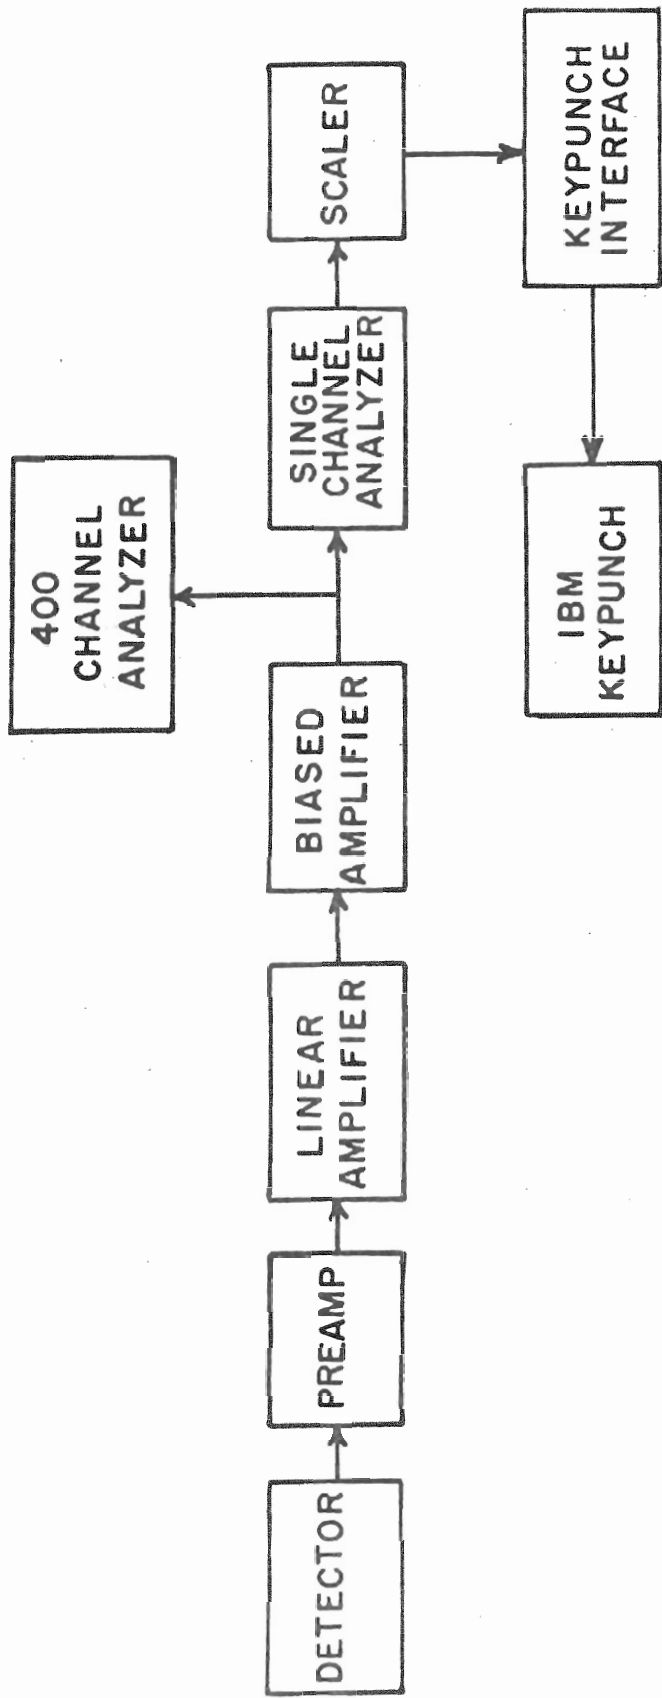 DETECTOR
PREAMP
LINEAR
AMPLIFIER
BIASED
AMPLIFIER
400
CHANNEL
ANALYZER
SINGLE
CHANNEL
ANALYZER
SCALER
KEYPUNCH
INTERFACE
IBM
KEYPUNCH